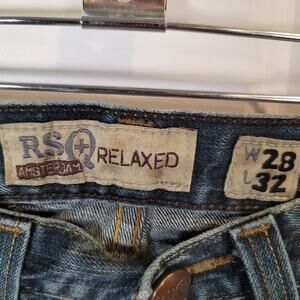 RSQ RELAXED
AMSTERDAM
W 28
L 32